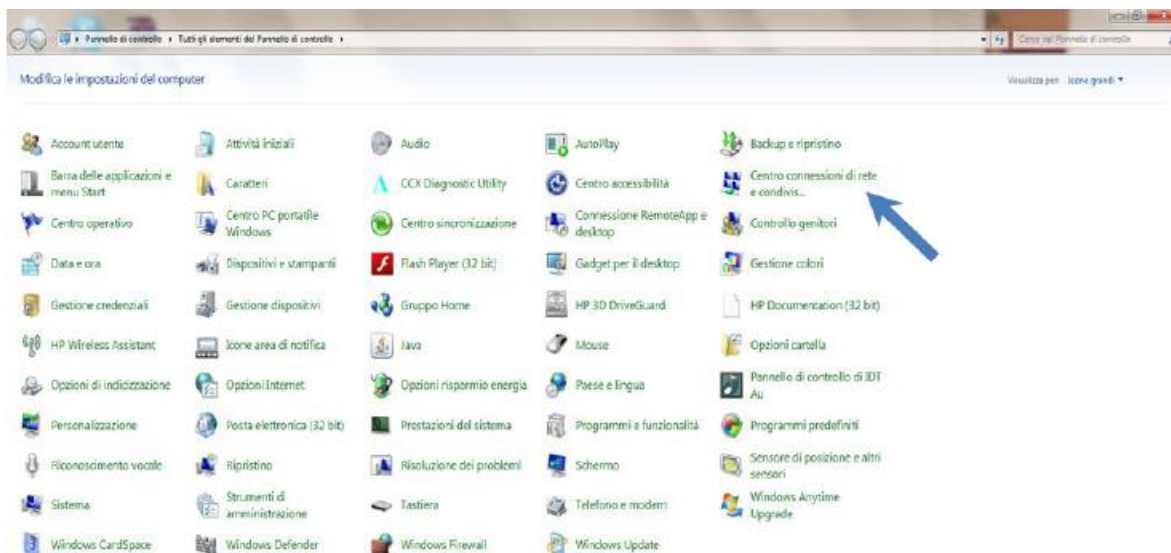 Pannello di controllo Tutti gli elementi del Pannello di controllo
Cerca nel Pannello di controllo
Modifica le impostazioni del computer
Visualizza per: Icone grandi
Account utente
Attività iniziali
Audio
AutoPlay
Backup e ripristino
Barra delle applicazioni e
menu Start
Caratteri
CCX Diagnostic Utility
Centro accessibilità
Centro connessioni di rete
e condivis...
Centro operativo
Centro PC portatile
Windows
Centro sincronizzazione
Connessione RemoteApp e
desktop
Controllo genitori
Data e ora
Dispositivi e stampanti
Flash Player (32 bit)
Gadget per il desktop
Gestione colori
Gestione credenziali
Gestione dispositivi
Gruppo Home
HP 3D DriveGuard
HP Documentation (32 bit)
HP Wireless Assistant
Icone area di notifica
Java
Mouse
Opzioni cartella
Opzioni di indicizzazione
Opzioni Internet
Opzioni risparmio energia
Paese e lingua
Pannello di controllo di IDT
Au
Personalizzazione
Posta elettronica (32 bit)
Prestazioni del sistema
Programmi e funzionalità
Programmi predefiniti
Riconoscimento vocale
Ripristino
Risoluzione dei problemi
Schermo
Sensore di posizione e altri
sensori
Sistema
Strumenti di
amministrazione
Tastiera
Telefono e modem
Windows Anytime
Upgrade
Windows CardSpace
Windows Defender
Windows Firewall
Windows Update